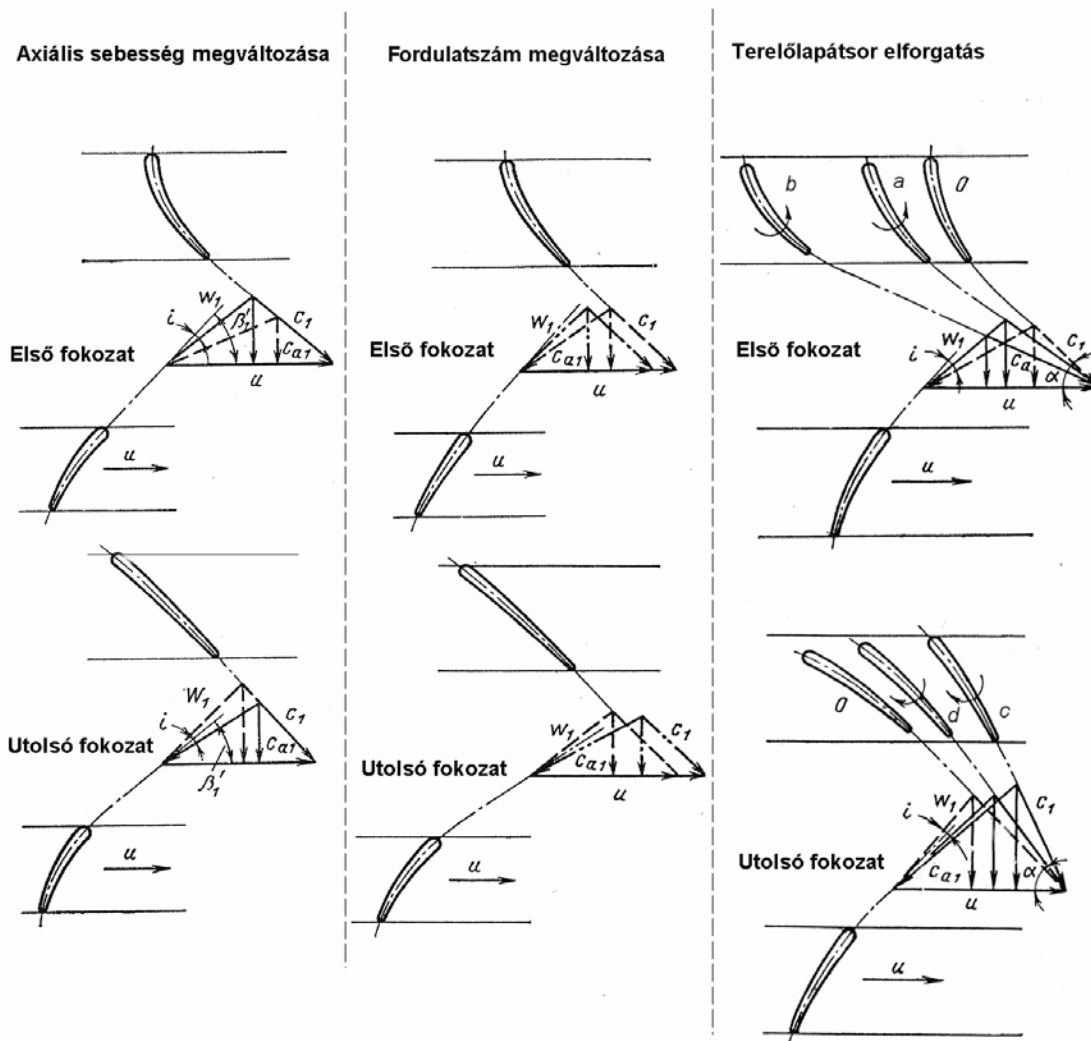 Axiális sebesség megváltozása
w₁
i
β₁'
c₁
cₐ₁
Első fokozat
u
u
W₁
i
c₁
cₐ₁
Utolsó fokozat
β₁'
u
Fordulatszám megváltozása
w₁
c₁
cₐ₁
Első fokozat
u
u
w₁
c₁
cₐ₁
Utolsó fokozat
u
u
Terelőlapátsor elforgatás
b
a
0
w₁
c₁
i
cₐ
α
Első fokozat
u
u
0
d
c
w₁
c₁
i
cₐ₁
α
Utolsó fokozat
u
u